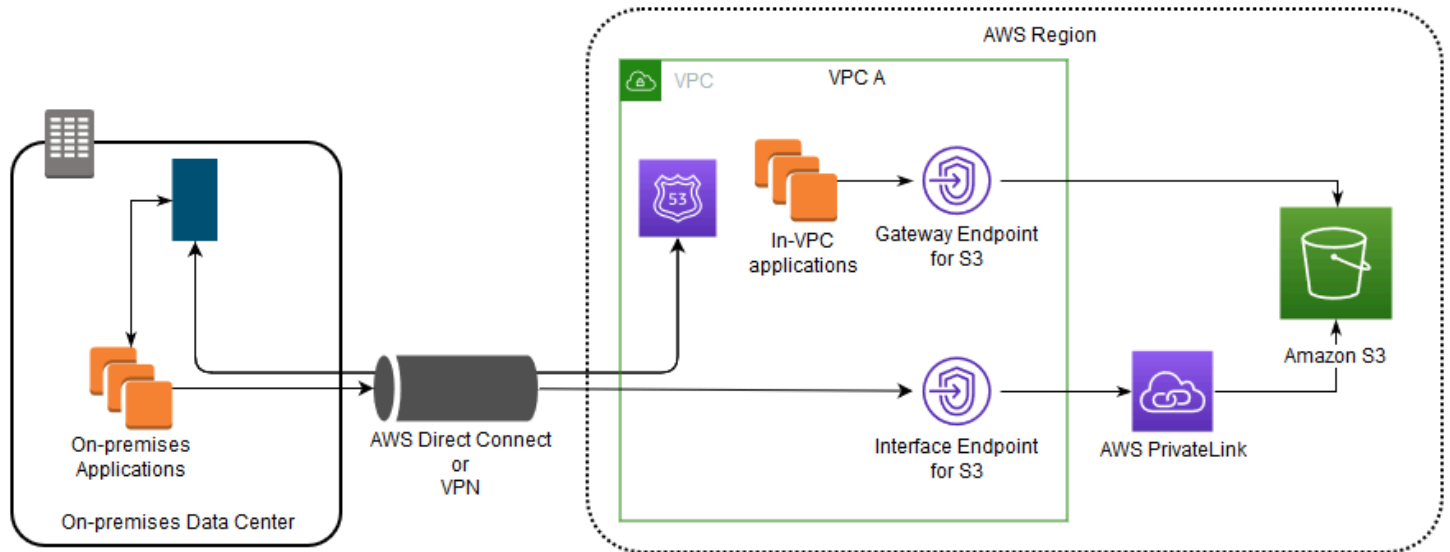 AWS Region
VPC
VPC A
53
In-VPC
applications
Gateway Endpoint
for S3
Amazon S3
On-premises
Applications
AWS Direct Connect
or
VPN
Interface Endpoint
for S3
AWS PrivateLink
On-premises Data Center